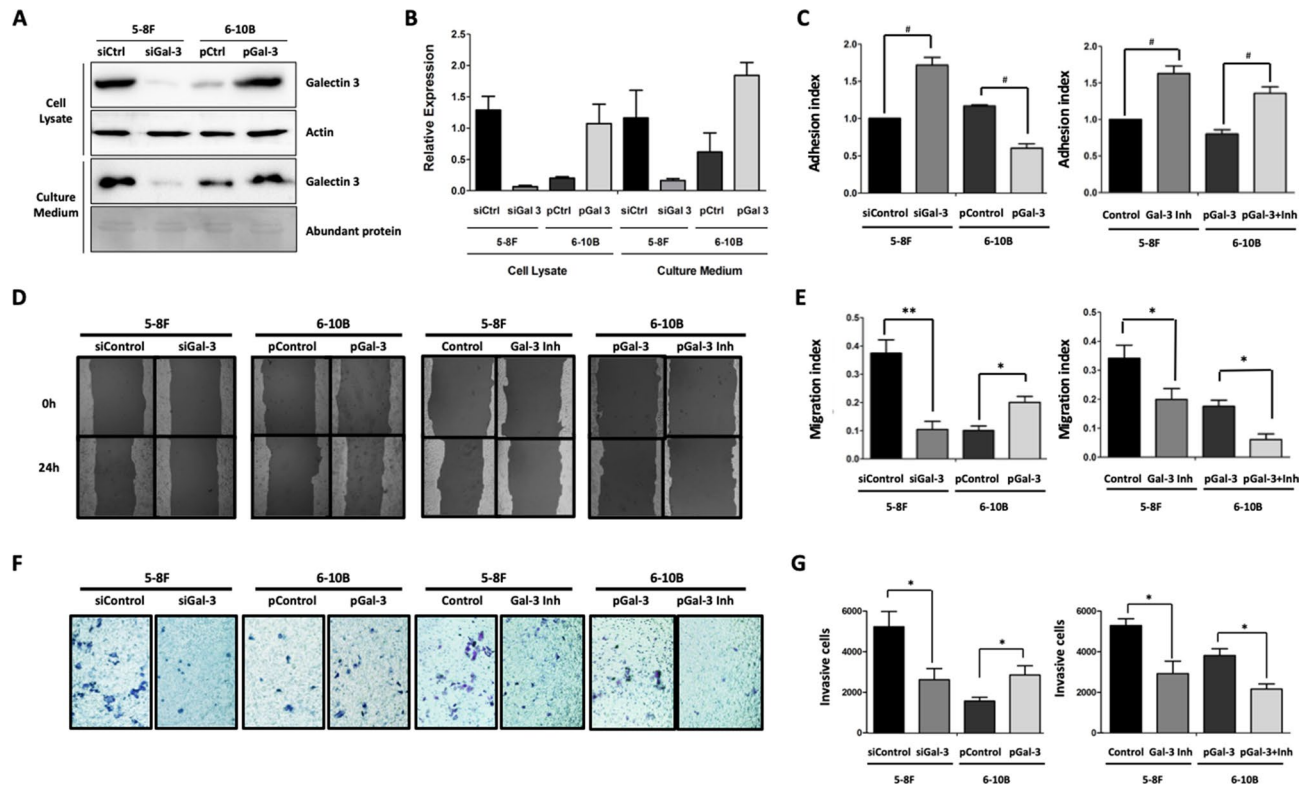 A
5-8F 6-10B
siCtrl siGal-3 pCtrl pGal-3
Cell Lysate
Galectin 3
Actin
Culture Medium
Galectin 3
Abundant protein
B
Relative Expression
2.5
2.0
1.5
1.0
0.5
0.0
siCtrl siGal 3 pCtrl pGal 3 siCtrl siGal 3 pCtrl pGal 3
5-8F 6-10B 5-8F 6-10B
Cell Lysate Culture Medium
C
Adhesion index
2.0
1.5
1.0
0.5
0.0
# #
siControl siGal-3 pControl pGal-3
5-8F 6-10B
Adhesion index
2.0
1.5
1.0
0.5
0.0
# #
Control Gal-3 Inh pGal-3 pGal-3+Inh
5-8F 6-10B
D
5-8F 6-10B 5-8F 6-10B
siControl siGal-3 pControl pGal-3 Control Gal-3 Inh pGal-3 pGal-3 Inh
0h
24h
E
Migration index
0.5
0.4
0.3
0.2
0.1
0.0
** *
siControl siGal-3 pControl pGal-3
5-8F 6-10B
Migration index
0.5
0.4
0.3
0.2
0.1
0.0
* *
Control Gal-3 Inh pGal-3 pGal-3+Inh
5-8F 6-10B
F
5-8F 6-10B 5-8F 6-10B
siControl siGal-3 pControl pGal-3 Control Gal-3 Inh pGal-3 pGal-3 Inh
G
Invasive cells
6000
4000
2000
0
* *
siControl siGal-3 pControl pGal-3
5-8F 6-10B
Invasive cells
6000
4000
2000
0
* *
Control Gal-3 Inh pGal-3 pGal-3+Inh
5-8F 6-10B